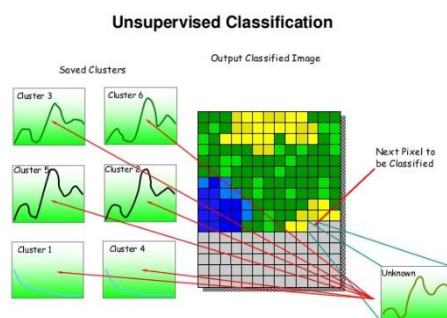 Unsupervised Classification
Saved Clusters
Output Classified Image
Cluster 3
Cluster 6
Cluster 5
Cluster 2
Cluster 1
Cluster 4
Next Pixel to
be Classified
Unknown